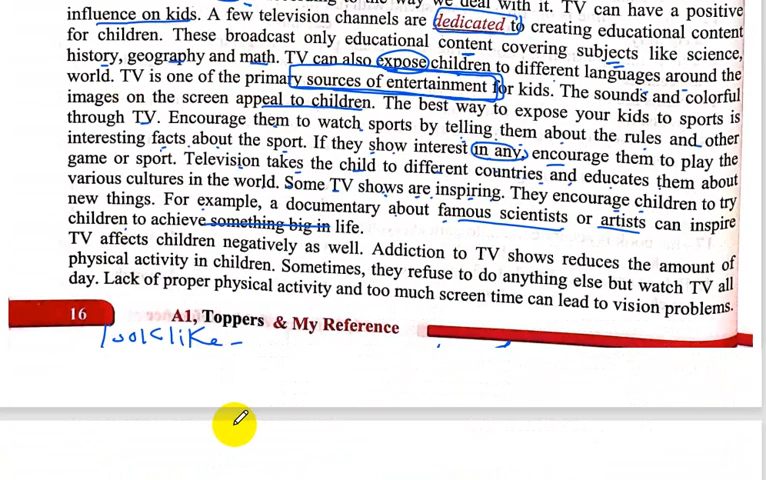 we deal with it. TV can have a positive
influence on kids. A few television channels are dedicated to creating educational content
for children. These broadcast only educational content covering subjects like science,
history, geography and math. TV can also expose children to different languages around the
world. TV is one of the primary sources of entertainment for kids. The sounds and colorful
images on the screen appeal to children. The best way to expose your kids to sports is
through TV. Encourage them to watch sports by telling them about the rules and other
interesting facts about the sport. If they show interest in any, encourage them to play the
game or sport. Television takes the child to different countries and educates them about
various cultures in the world. Some TV shows are inspiring. They encourage children to try
new things. For example, a documentary about famous scientists or artists can inspire
children to achieve something big in life.
TV affects children negatively as well. Addiction to TV shows reduces the amount of
physical activity in children. Sometimes, they refuse to do anything else but watch TV all
day. Lack of proper physical activity and too much screen time can lead to vision problems.
16 A1, Toppers & My Reference
look like -